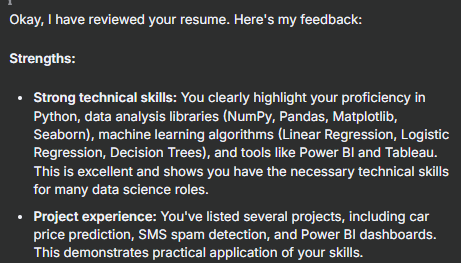 Okay, I have reviewed your resume. Here's my feedback:
Strengths:
• Strong technical skills: You clearly highlight your proficiency in
Python, data analysis libraries (NumPy, Pandas, Matplotlib,
Seaborn), machine learning algorithms (Linear Regression, Logistic
Regression, Decision Trees), and tools like Power BI and Tableau.
This is excellent and shows you have the necessary technical skills
for many data science roles.
• Project experience: You've listed several projects, including car
price prediction, SMS spam detection, and Power BI dashboards.
This demonstrates practical application of your skills.